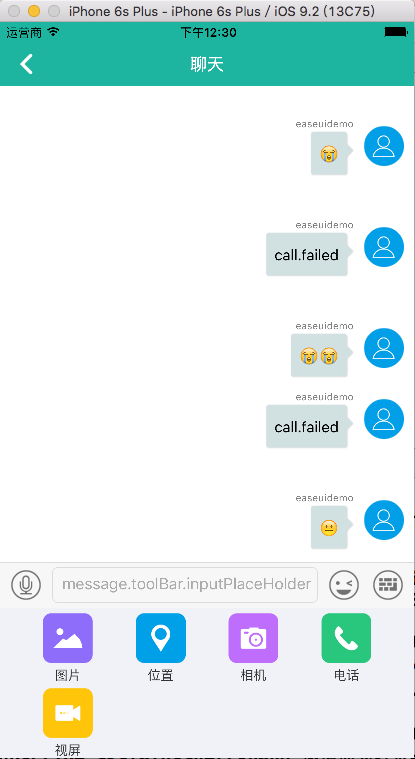 iPhone 6s Plus - iPhone 6s Plus / iOS 9.2 (13C75)
运营商 下午12:30
聊天
easeuidemo
easeuidemo
call.failed
easeuidemo
easeuidemo
call.failed
easeuidemo
message.toolBar.inputPlaceHolder
图片 位置 相机 电话
视屏